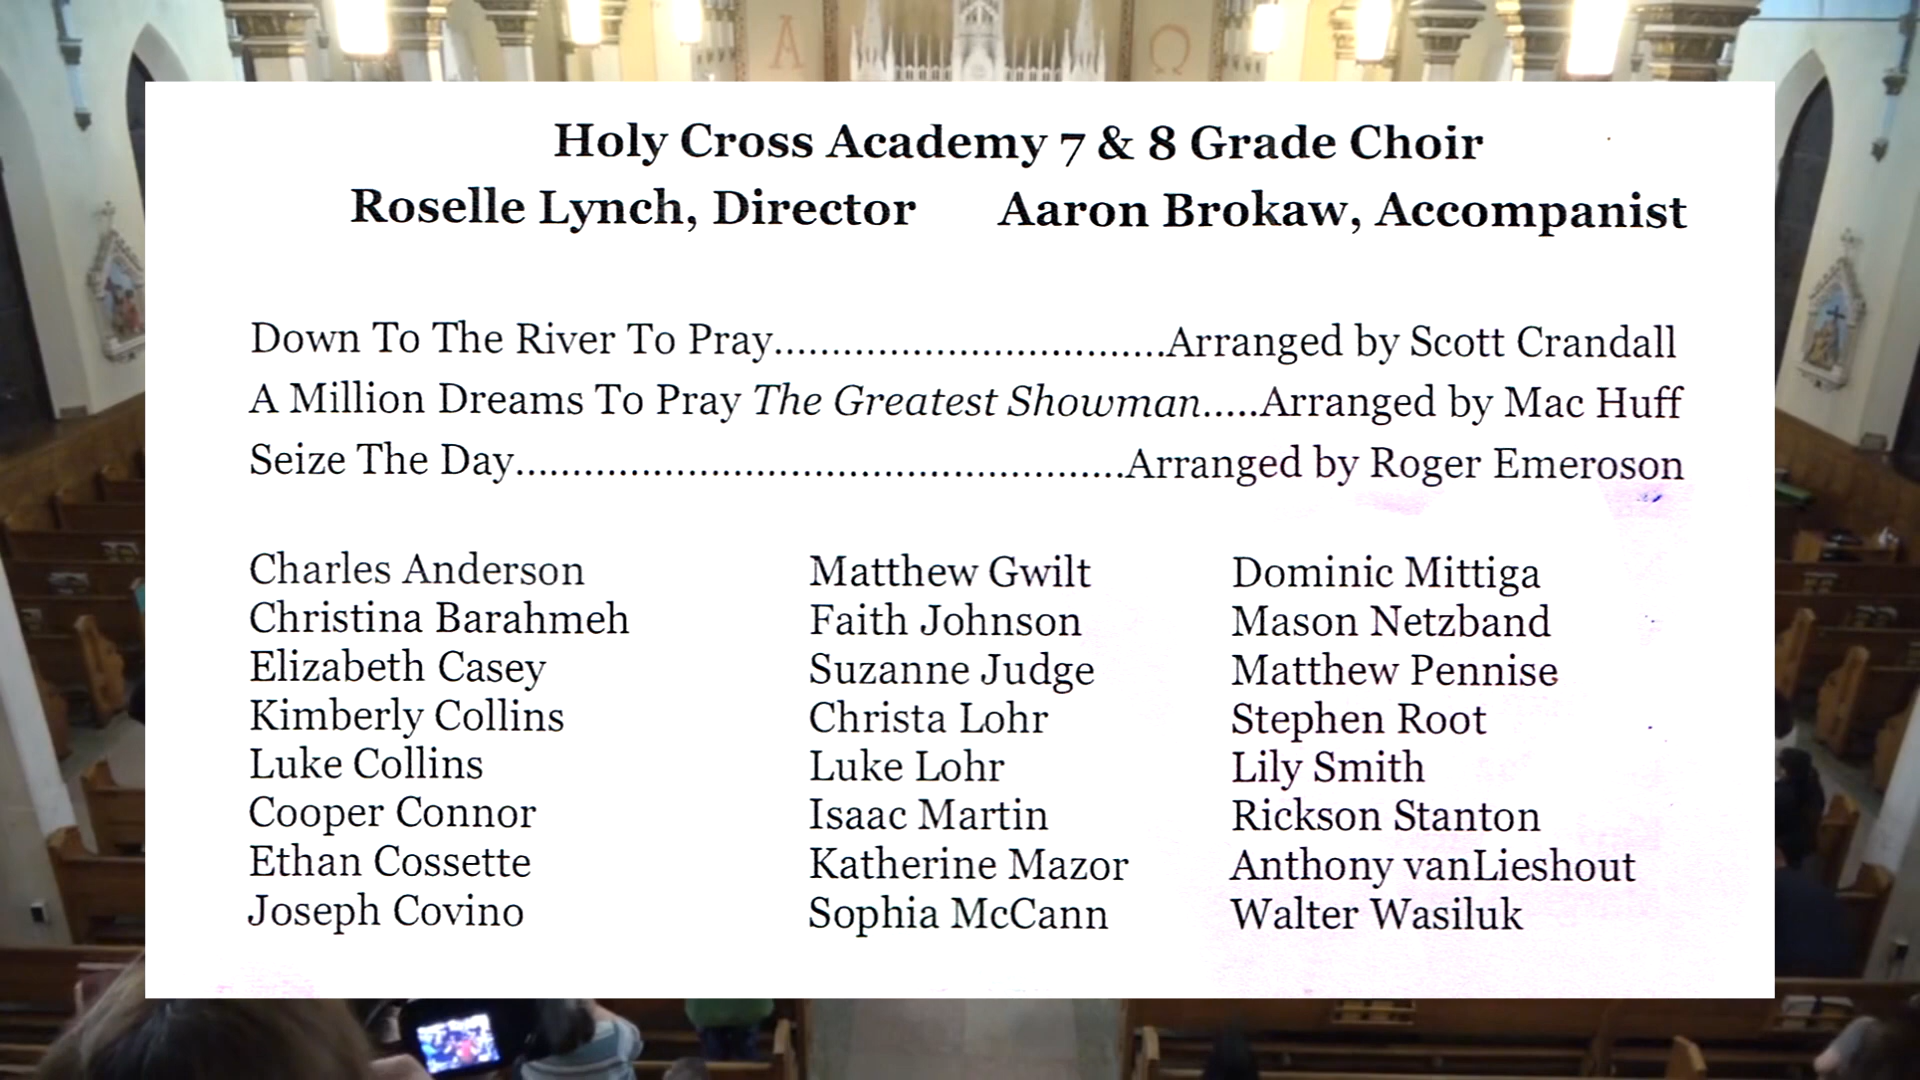 Α Ω
Holy Cross Academy 7 & 8 Grade Choir
Roselle Lynch, Director Aaron Brokaw, Accompanist
Down To The River To Pray..................................Arranged by Scott Crandall
A Million Dreams To Pray The Greatest Showman.....Arranged by Mac Huff
Seize The Day.....................................................Arranged by Roger Emeroson
Charles Anderson Matthew Gwilt Dominic Mittiga
Christina Barahmeh Faith Johnson Mason Netzband
Elizabeth Casey Suzanne Judge Matthew Pennise
Kimberly Collins Christa Lohr Stephen Root
Luke Collins Luke Lohr Lily Smith
Cooper Connor Isaac Martin Rickson Stanton
Ethan Cossette Katherine Mazor Anthony vanLieshout
Joseph Covino Sophia McCann Walter Wasiluk